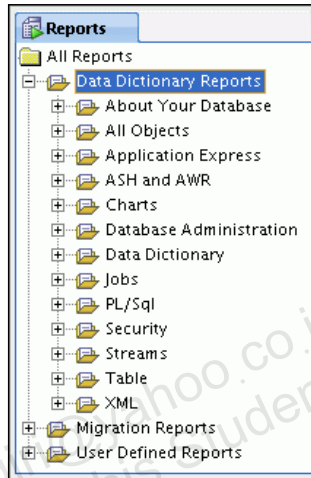 Reports
All Reports
Data Dictionary Reports
About Your Database
All Objects
Application Express
ASH and AWR
Charts
Database Administration
Data Dictionary
Jobs
PL/Sql
Security
Streams
Table
XML
Migration Reports
User Defined Reports